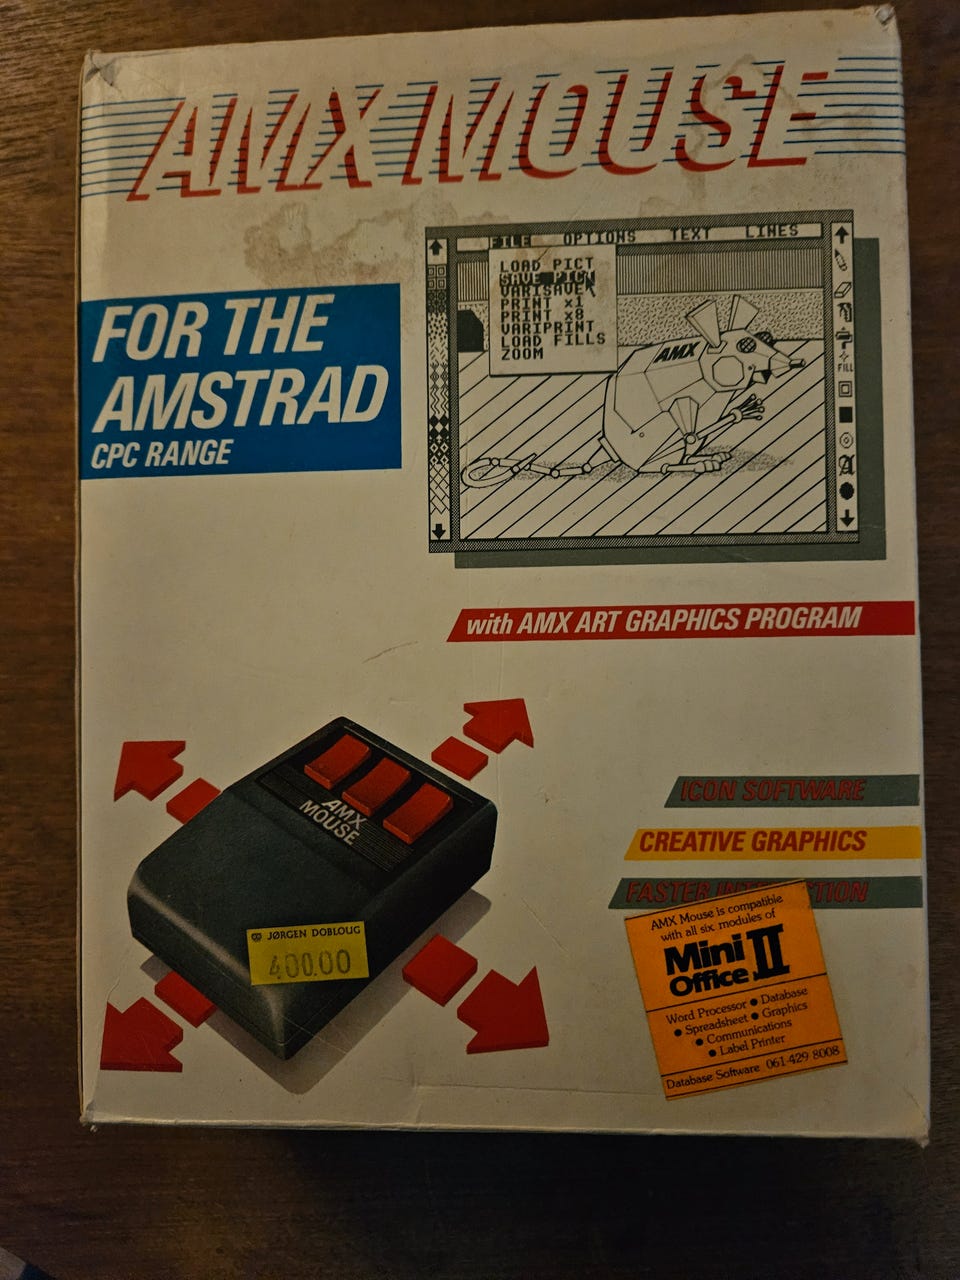 AMX MOUSE
FILE OPTIONS TEXT LINES
LOAD PICT
SAVE PICT
VARISAVE
PRINT x1
PRINT x8
VARIPRINT
LOAD FILLS
ZOOM
FILL
AMX
FOR THE
AMSTRAD
CPC RANGE
with AMX ART GRAPHICS PROGRAM
AMX
MOUSE
JØRGEN DOBLOUG
400.00
ICON SOFTWARE
CREATIVE GRAPHICS
FASTER
AMX Mouse is compatible
with all six modules of
Mini
Office II
Word Processor • Database
• Spreadsheet • Graphics
• Communications
• Label Printer
Database Software 061-429 8008